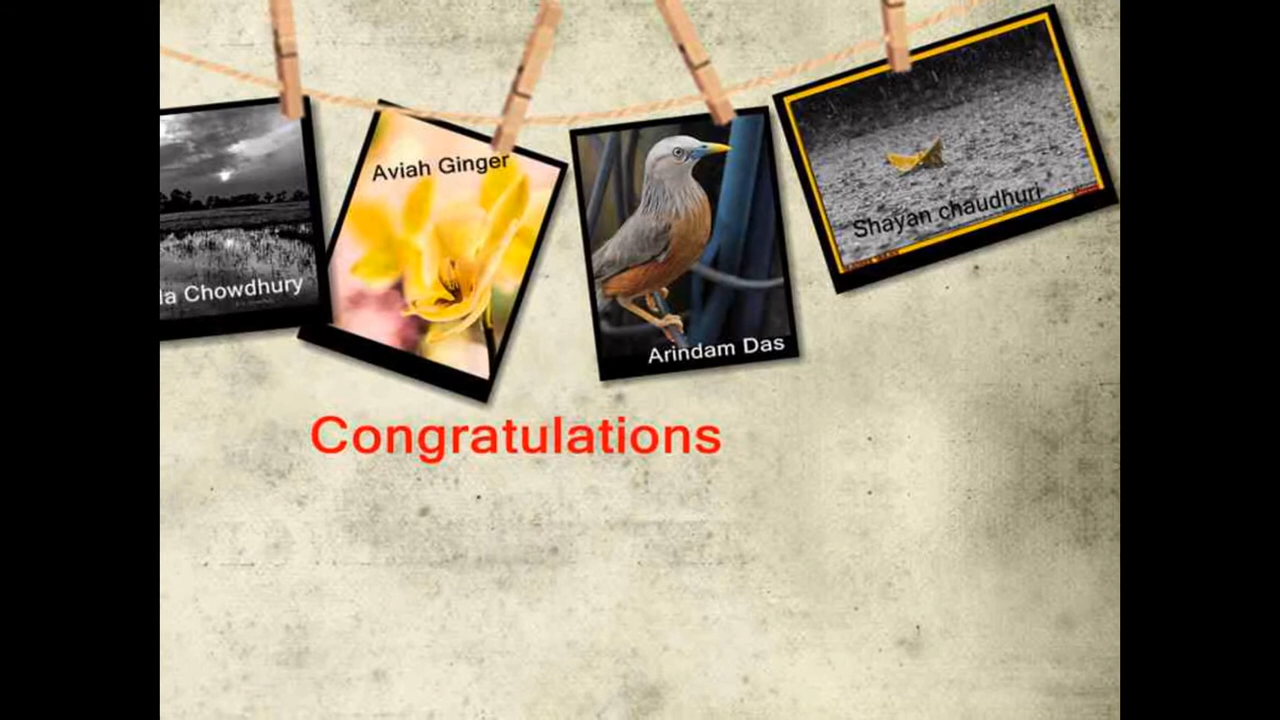 la Chowdhury
Aviah Ginger
Arindam Das
Shayan chaudhuri
Congratulations